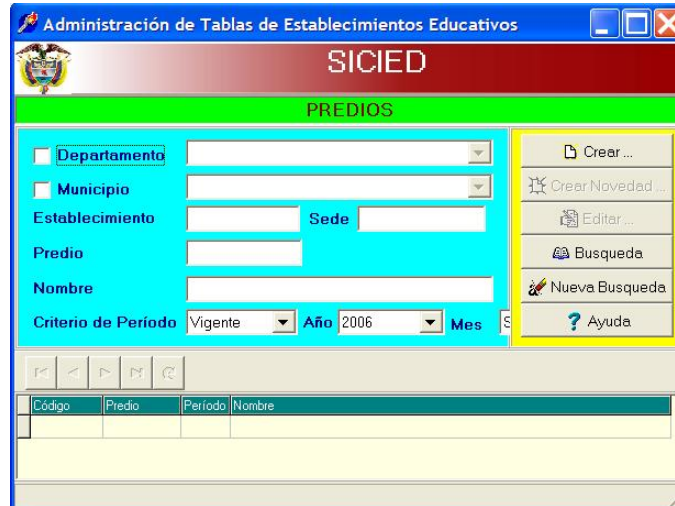 Administración de Tablas de Establecimientos Educativos
SICIED
PREDIOS
Departamento
Municipio
Establecimiento Sede
Predio
Nombre
Criterio de Período Vigente Año 2006 Mes S
Crear ...
Crear Novedad ...
Editar ...
Busqueda
Nueva Busqueda
Ayuda
Código Predio Período Nombre